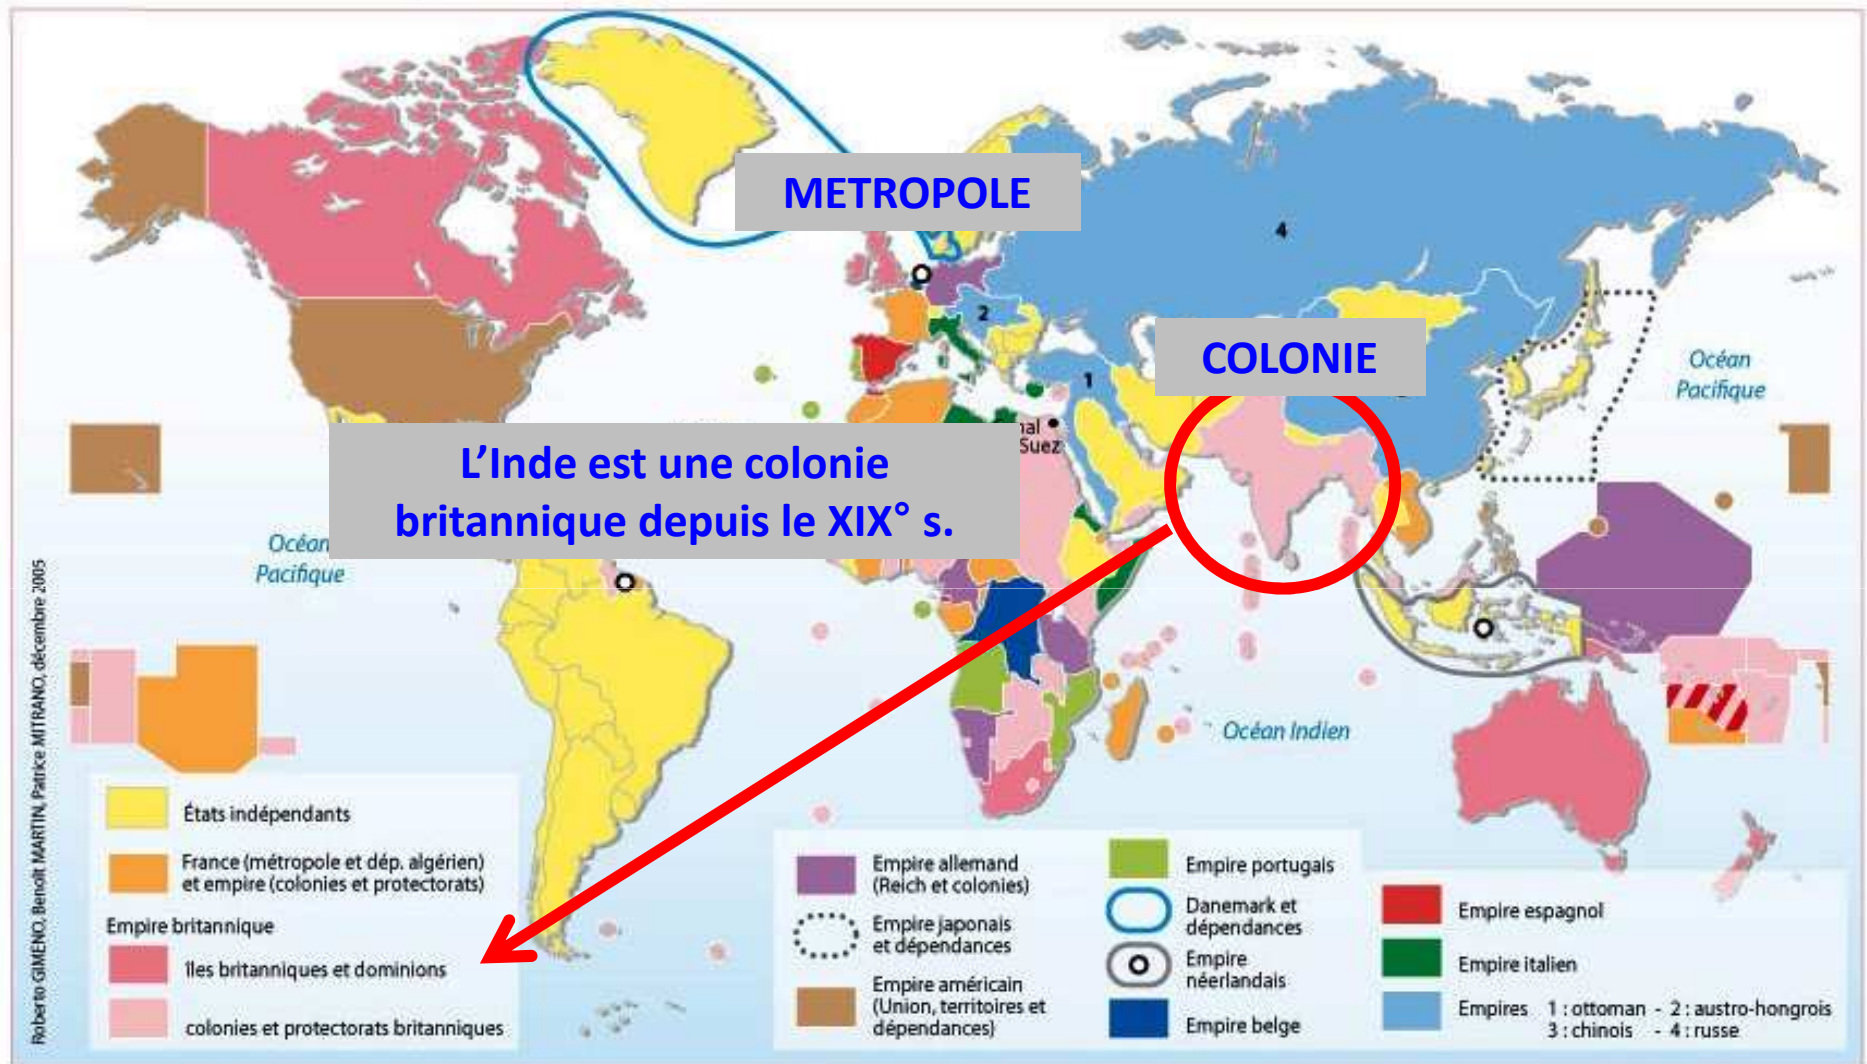 METROPOLE
4
2
COLONIE
1
Océan
Pacifique
nal
Suez
L’Inde est une colonie
britannique depuis le XIX° s.
Océan
Pacifique
Océan Indien
Roberto GIMENO, Benoît MARTIN, Patrice MITRANO, décembre 2005
États indépendants
France (métropole et dép. algérien)
et empire (colonies et protectorats)
Empire britannique
Îles britanniques et dominions
colonies et protectorats britanniques
Empire allemand
(Reich et colonies)
Empire japonais
et dépendances
Empire américain
(Union, territoires et
dépendances)
Empire portugais
Danemark et
dépendances
Empire
néerlandais
Empire belge
Empire espagnol
Empire italien
Empires 1 : ottoman - 2 : austro-hongrois
3 : chinois - 4 : russe